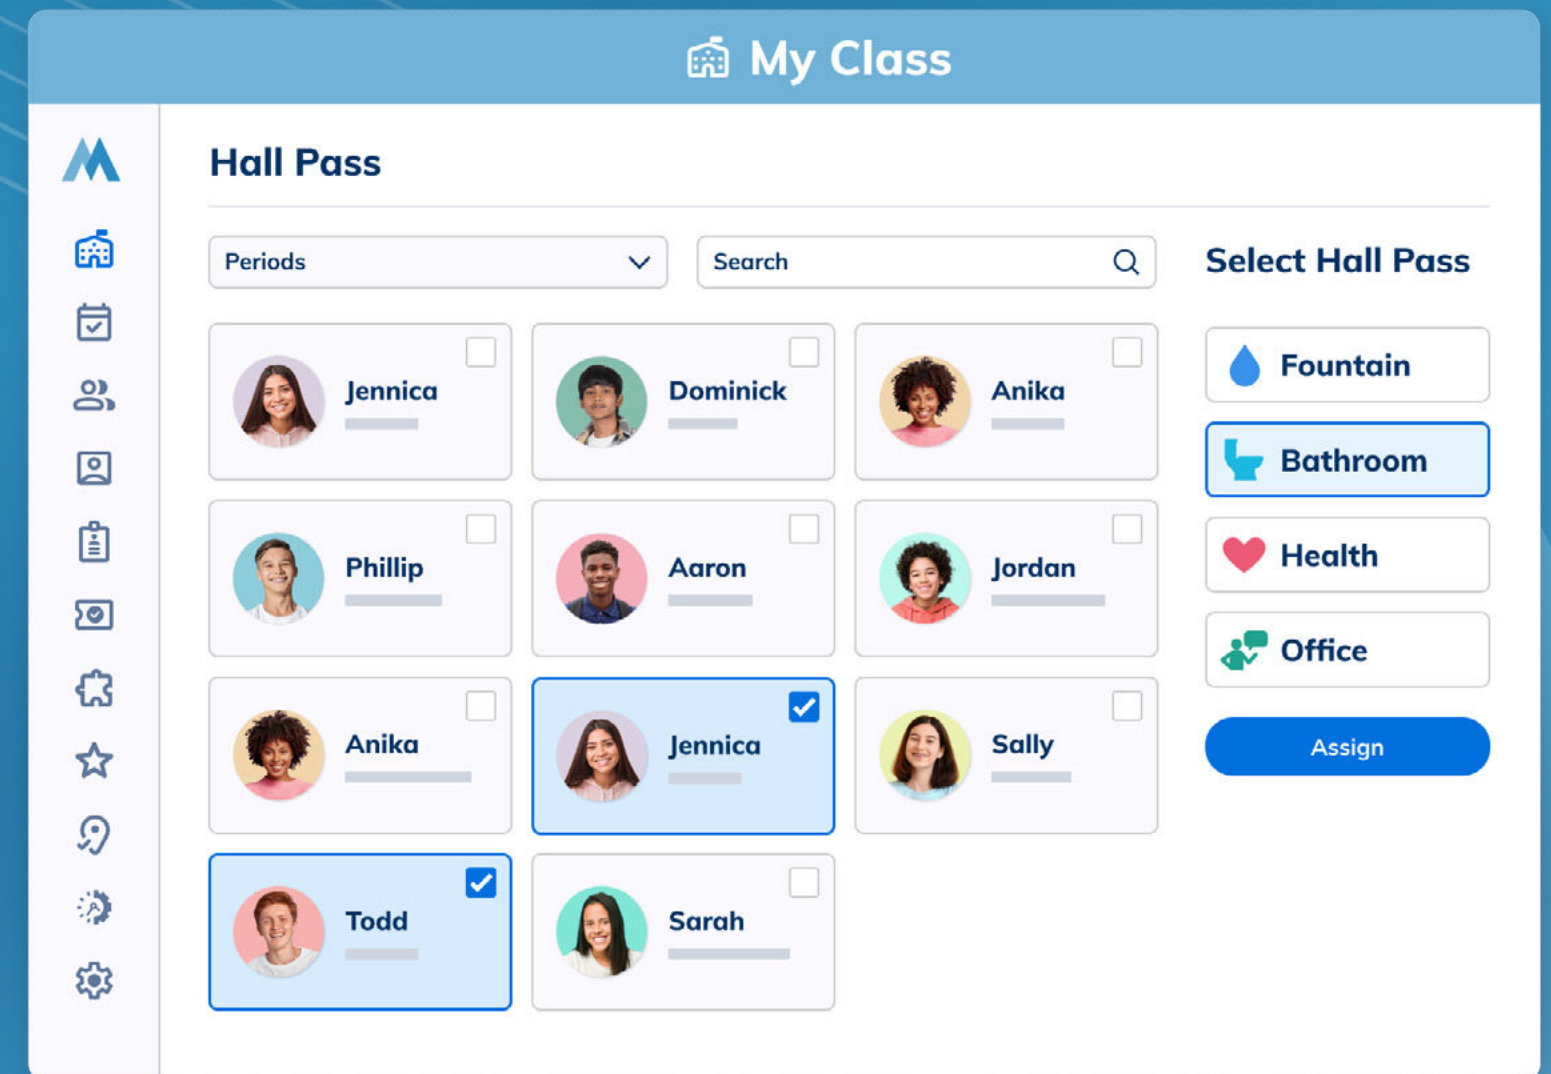 My Class
Hall Pass
Periods
Search
Select Hall Pass
Jennica
Dominick
Anika
Fountain
Bathroom
Phillip
Aaron
Jordan
Health
Office
Anika
Jennica
Sally
Assign
Todd
Sarah